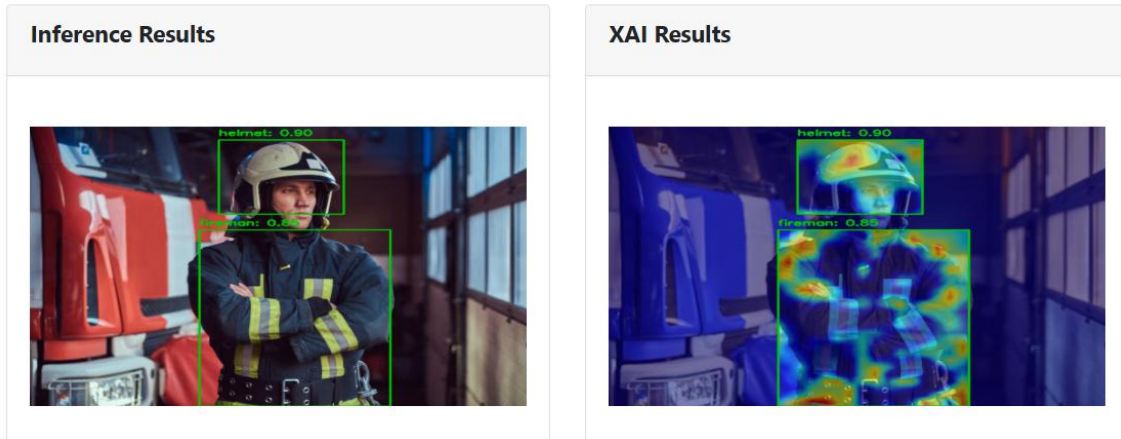 Inference Results
helmet: 0.90
fireman: 0.85
XAI Results
helmet: 0.90
fireman: 0.85